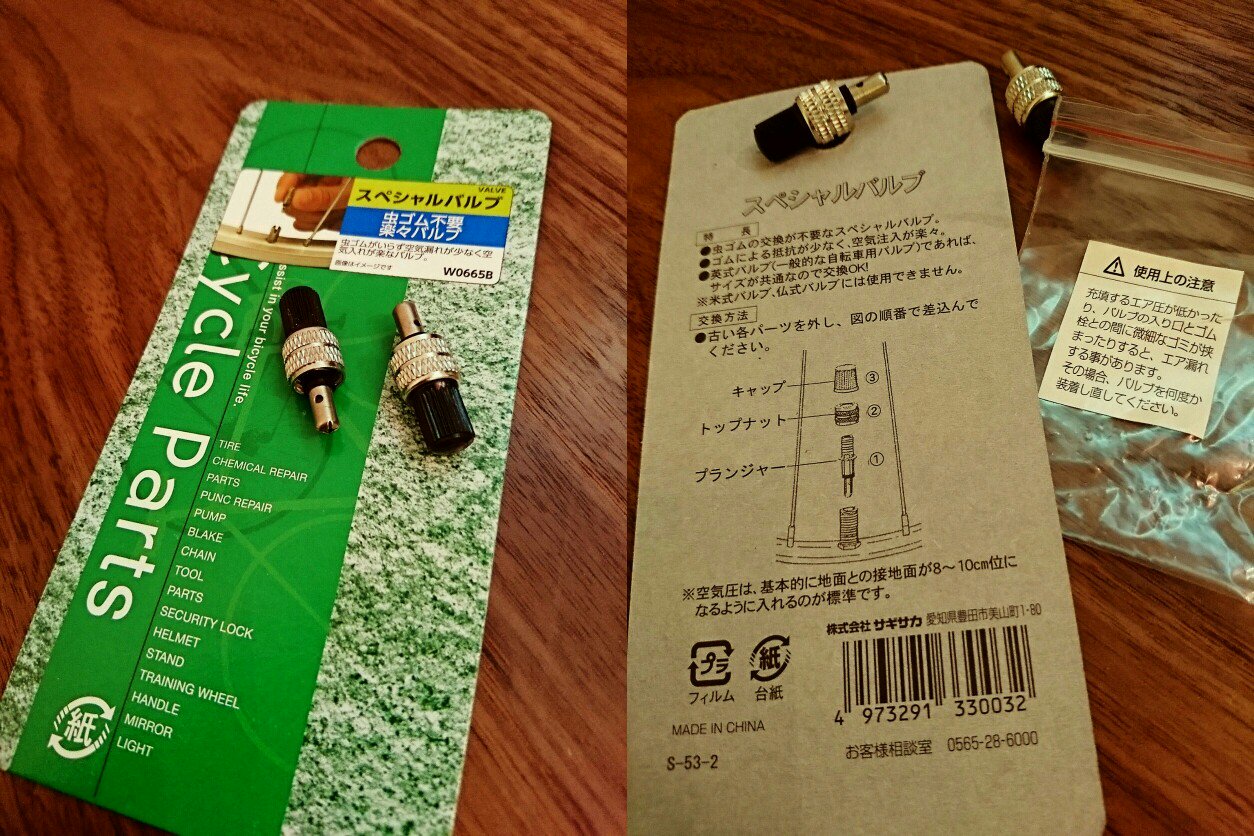 VALVE
スペシャルバルブ
虫ゴム不要
楽々バルブ
虫ゴムがいらず空気漏れが少なく空
気入れが楽なバルブ。
画像はイメージです
W0665B
Cycle Parts
ssist in your bicycle life.
TIRE
CHEMICAL REPAIR
PARTS
PUNC REPAIR
PUMP
BLAKE
CHAIN
TOOL
PARTS
SECURITY LOCK
HELMET
STAND
TRAINING WHEEL
HANDLE
MIRROR
LIGHT
紙
スペシャルバルブ
特 長
●虫ゴムの交換が不要なスペシャルバルブ。
●ゴムによる抵抗が少なく、空気注入が楽々。
●英式バルブ(一般的な自転車用バルブ)であれば、
サイズが共通なので交換OK!
※米式バルブ、仏式バルブには使用できません。
交換方法
●古い各パーツを外し、図の順番で差込んで
ください。
キャップ ③
トップナット ②
プランジャー ①
※空気圧は、基本的に地面との接地面が8～10cm位に
なるように入れるのが標準です。
株式会社 サギサカ 愛知県豊田市美山町1-80
プラ
フィルム
紙
台紙
4 973291 330032
MADE IN CHINA
お客様相談室 0565-28-6000
S-53-2
⚠ 使用上の注意
充填するエア圧が低かった
り、バルブの入り口とゴム
栓との間に微細なゴミが挟
まったりすると、エア漏れ
する事があります。
その場合、バルブを何度か
装着し直してください。